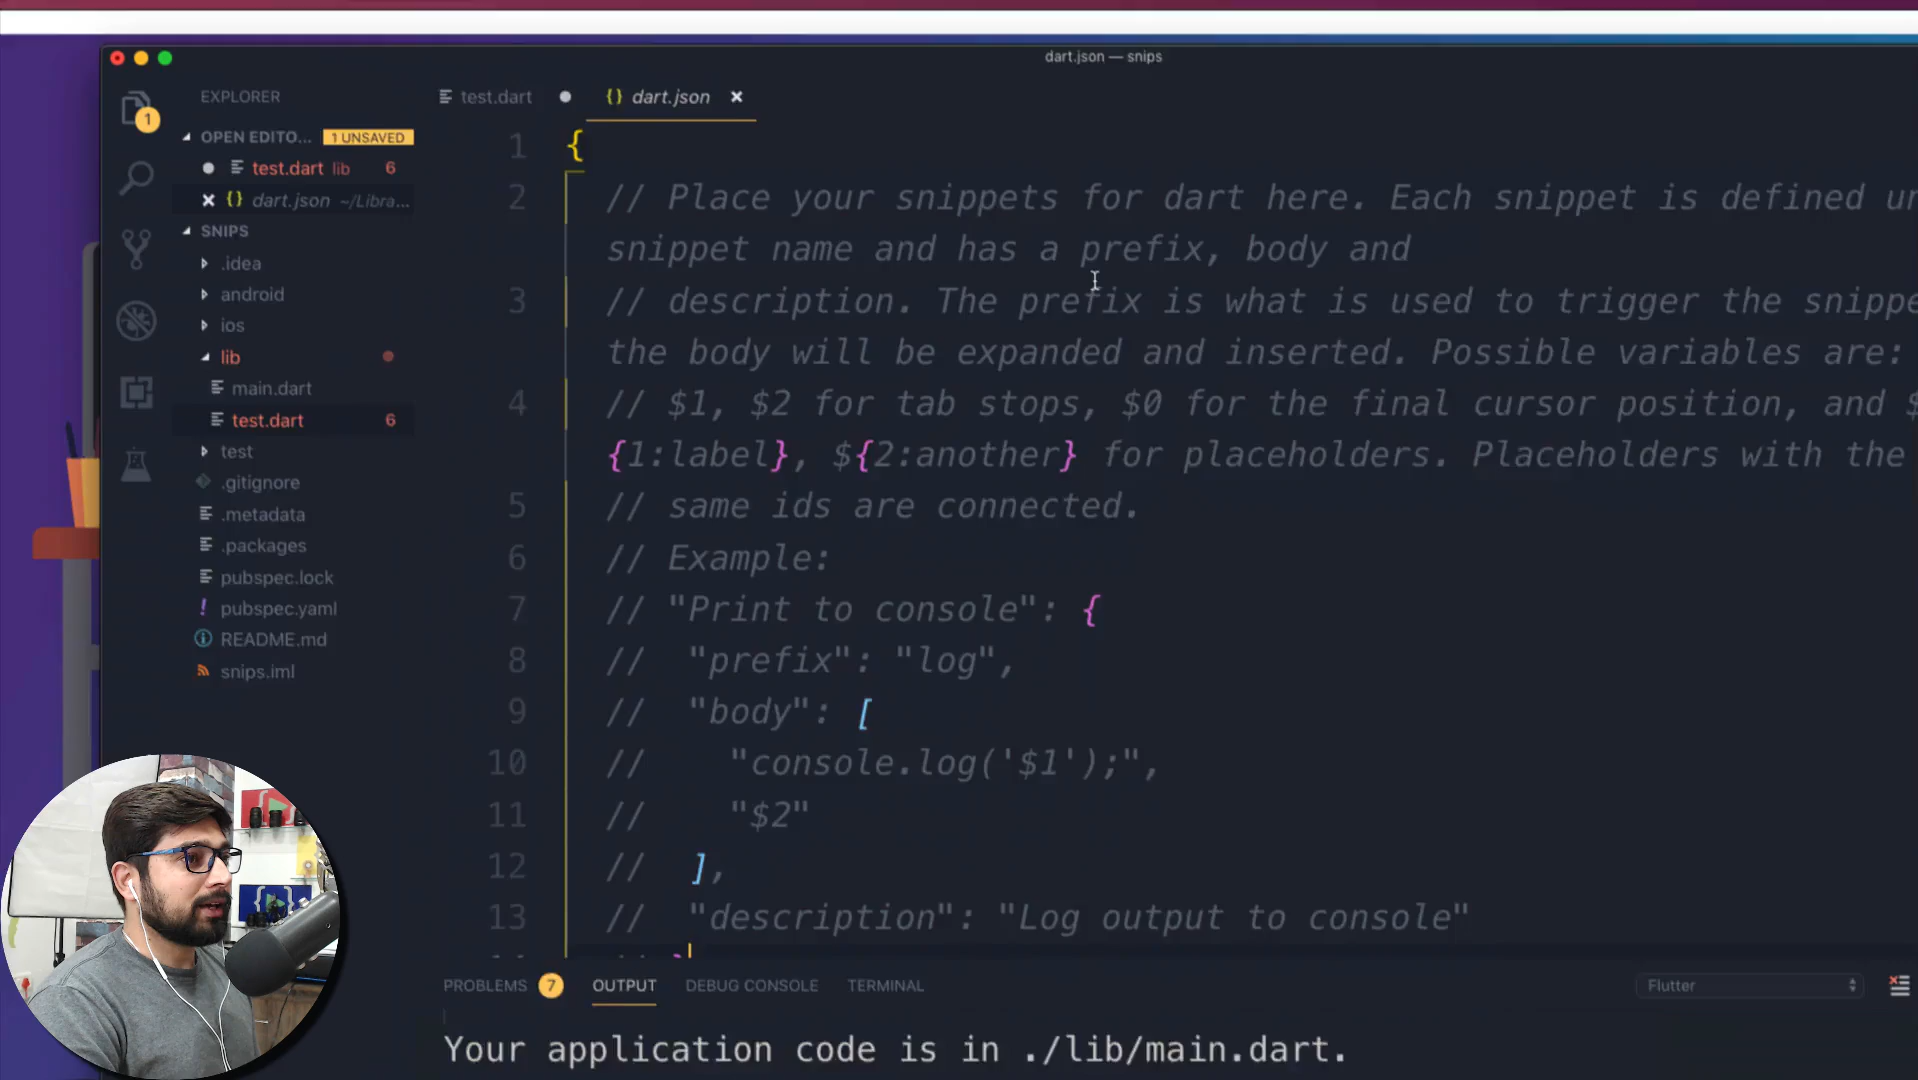 dart.json — snips
EXPLORER
test.dart
{} dart.json
1
OPEN EDITO... 1 UNSAVED
test.dart lib 6
{} dart.json ~/Libra...
SNIPS
.idea
android
ios
lib
main.dart
test.dart 6
test
.gitignore
.metadata
.packages
pubspec.lock
! pubspec.yaml
README.md
snips.iml
1 {
2 // Place your snippets for dart here. Each snippet is defined
snippet name and has a prefix, body and
3 // description. The prefix is what is used to trigger the
the body will be expanded and inserted. Possible variables are:
4 // $1, $2 for tab stops, $0 for the final cursor position, and $
{1:label}, ${2:another} for placeholders. Placeholders with the
5 // same ids are connected.
6 // Example:
7 // "Print to console": {
8 // "prefix": "log",
9 // "body": [
10 // "console.log('$1');",
11 // "$2"
12 // ],
13 // "description": "Log output to console"
PROBLEMS 7 OUTPUT DEBUG CONSOLE TERMINAL Flutter
Your application code is in ./lib/main.dart.